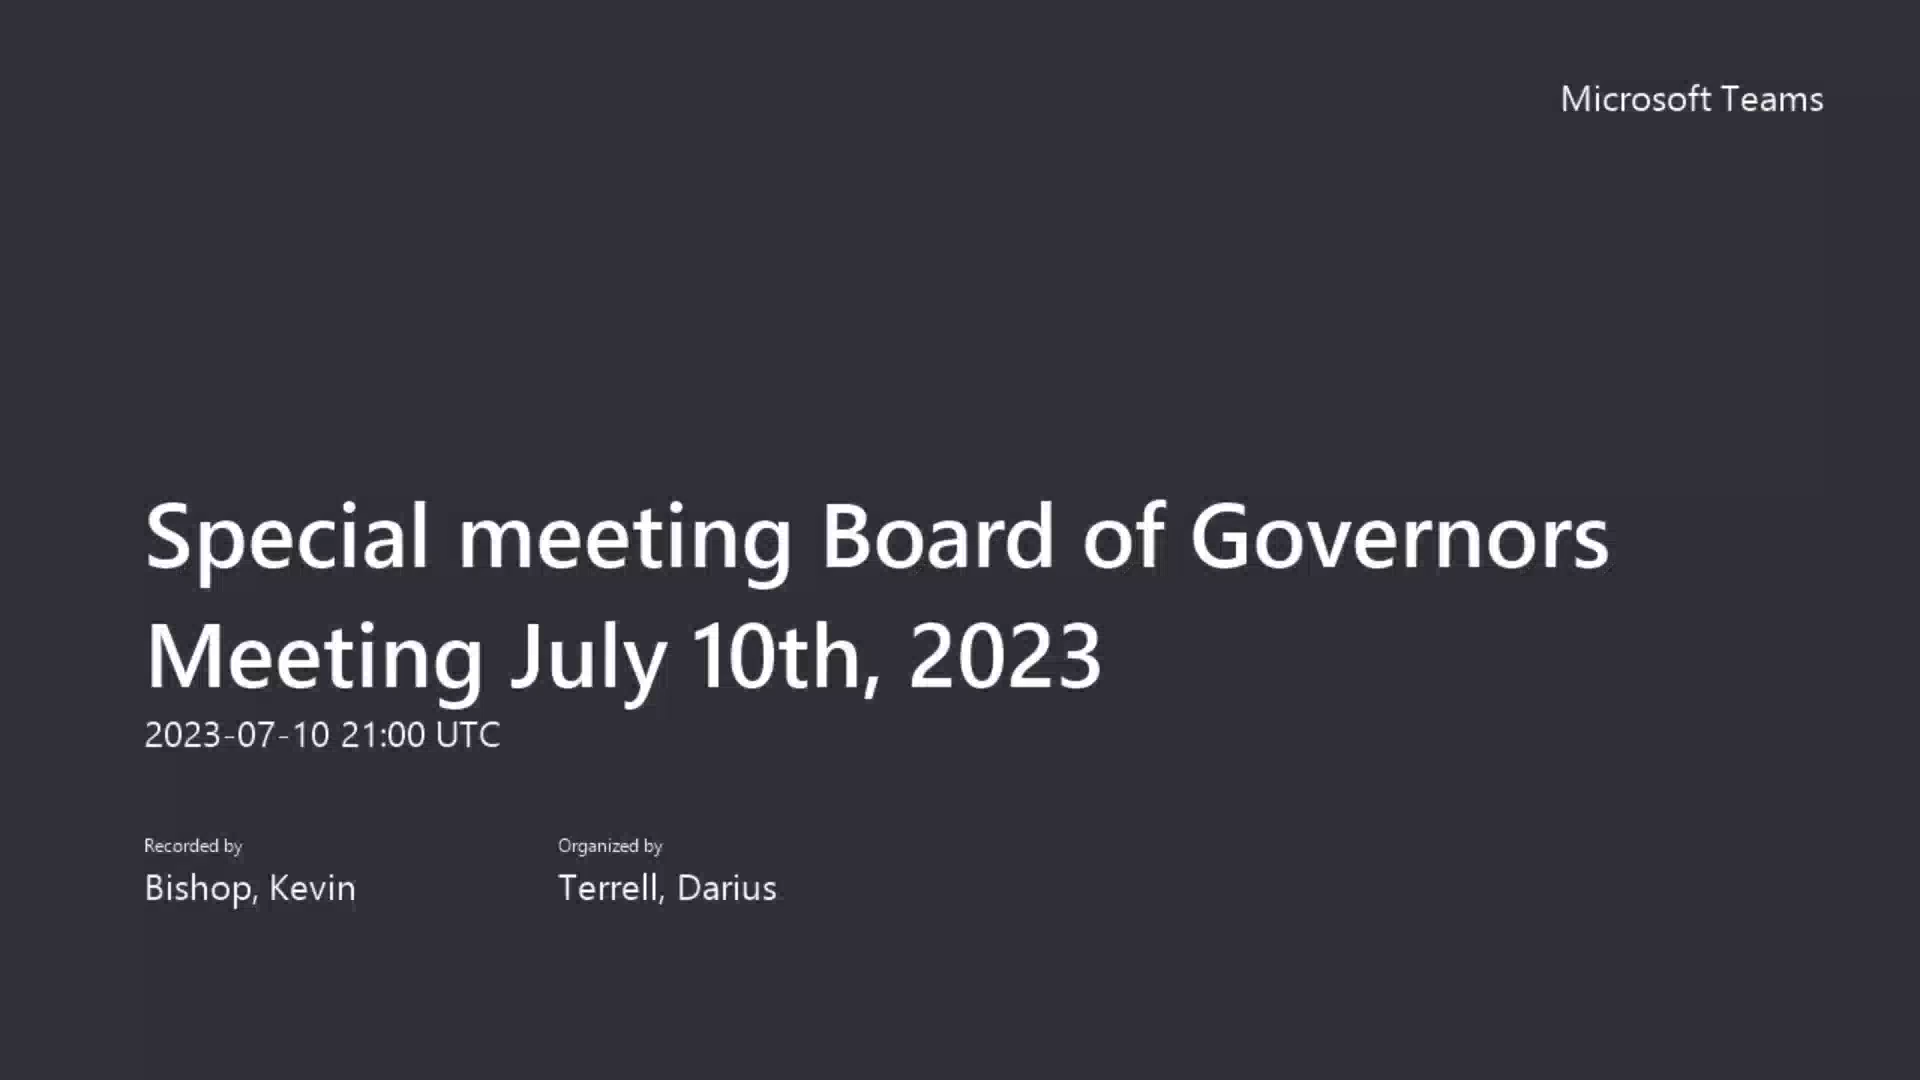 Microsoft Teams
Special meeting Board of Governors
Meeting July 10th, 2023
2023-07-10 21:00 UTC
Recorded by
Bishop, Kevin
Organized by
Terrell, Darius